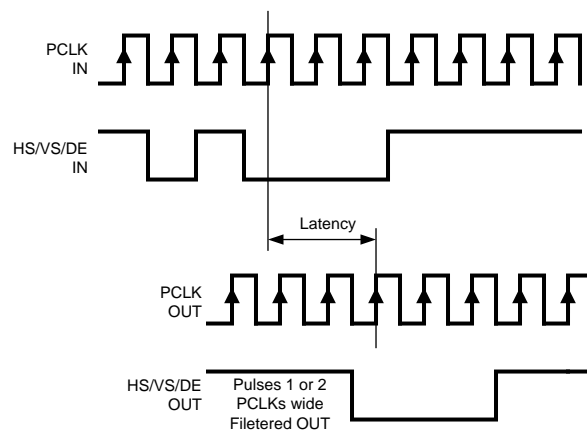 PCLK
IN
HS/VS/DE
IN
Latency
PCLK
OUT
HS/VS/DE
OUT
Pulses 1 or 2
PCLKs wide
Filetered OUT